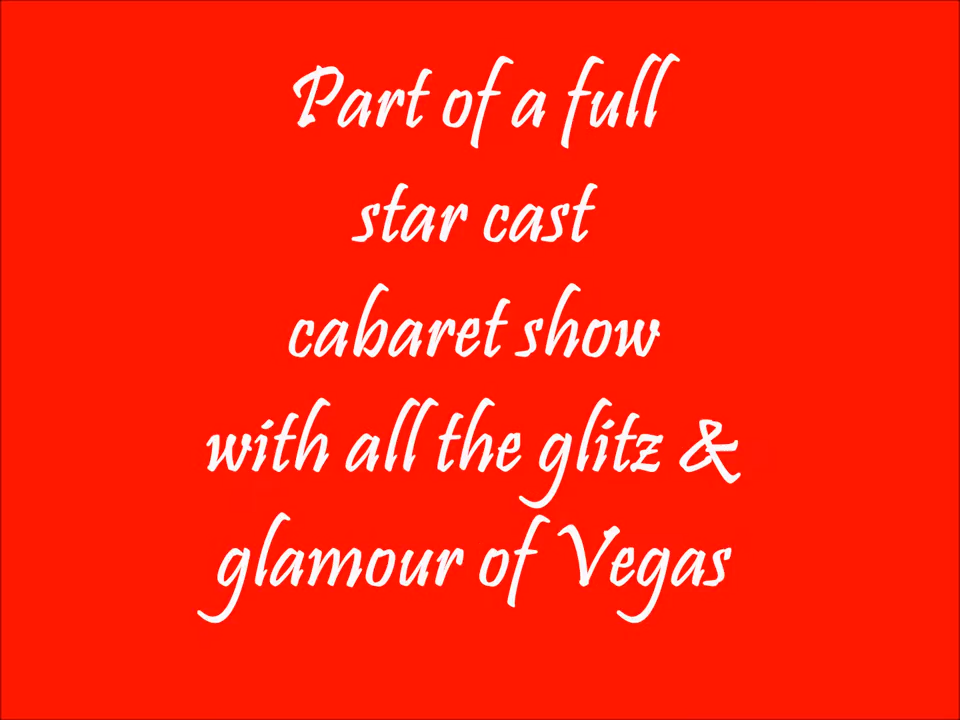 Part of a full
star cast
cabaret show
with all the glitz &
glamour of Vegas